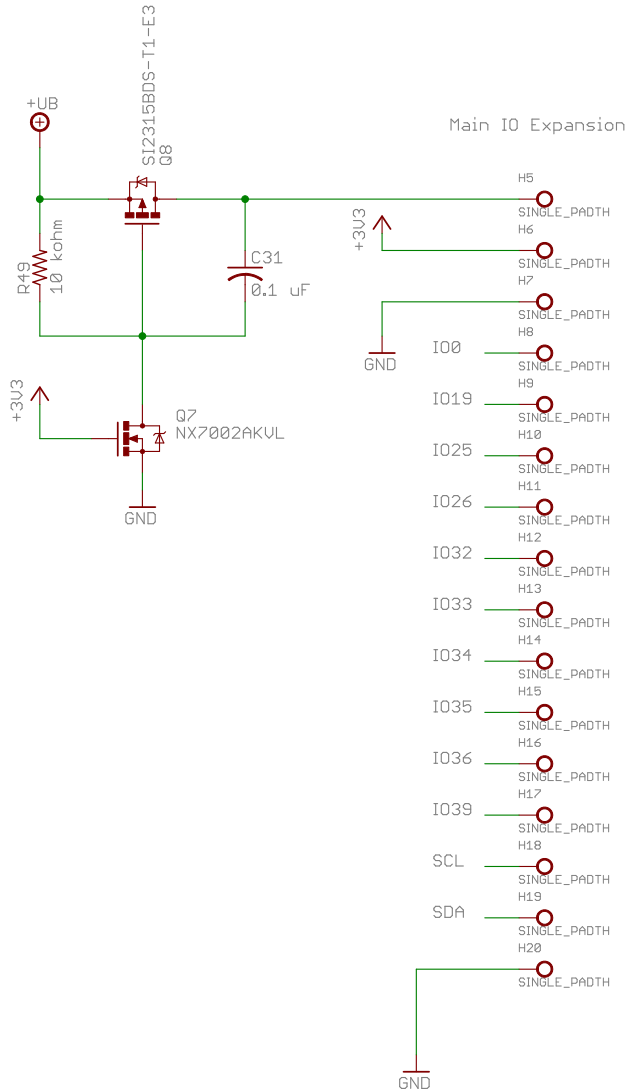 SI2315BDS-T1-E3
Q8
+UB
Main IO Expansion
R49
10 kohm
C31
0.1 uF
+3V3
Q7
NX7002AKVL
GND
+3V3
GND
H5
SINGLE_PADTH
H6
SINGLE_PADTH
H7
SINGLE_PADTH
H8
IO0
SINGLE_PADTH
H9
IO19
SINGLE_PADTH
H10
IO25
SINGLE_PADTH
H11
IO26
SINGLE_PADTH
H12
IO32
SINGLE_PADTH
H13
IO33
SINGLE_PADTH
H14
IO34
SINGLE_PADTH
H15
IO35
SINGLE_PADTH
H16
IO36
SINGLE_PADTH
H17
IO39
SINGLE_PADTH
H18
SCL
SINGLE_PADTH
H19
SDA
SINGLE_PADTH
H20
SINGLE_PADTH
GND